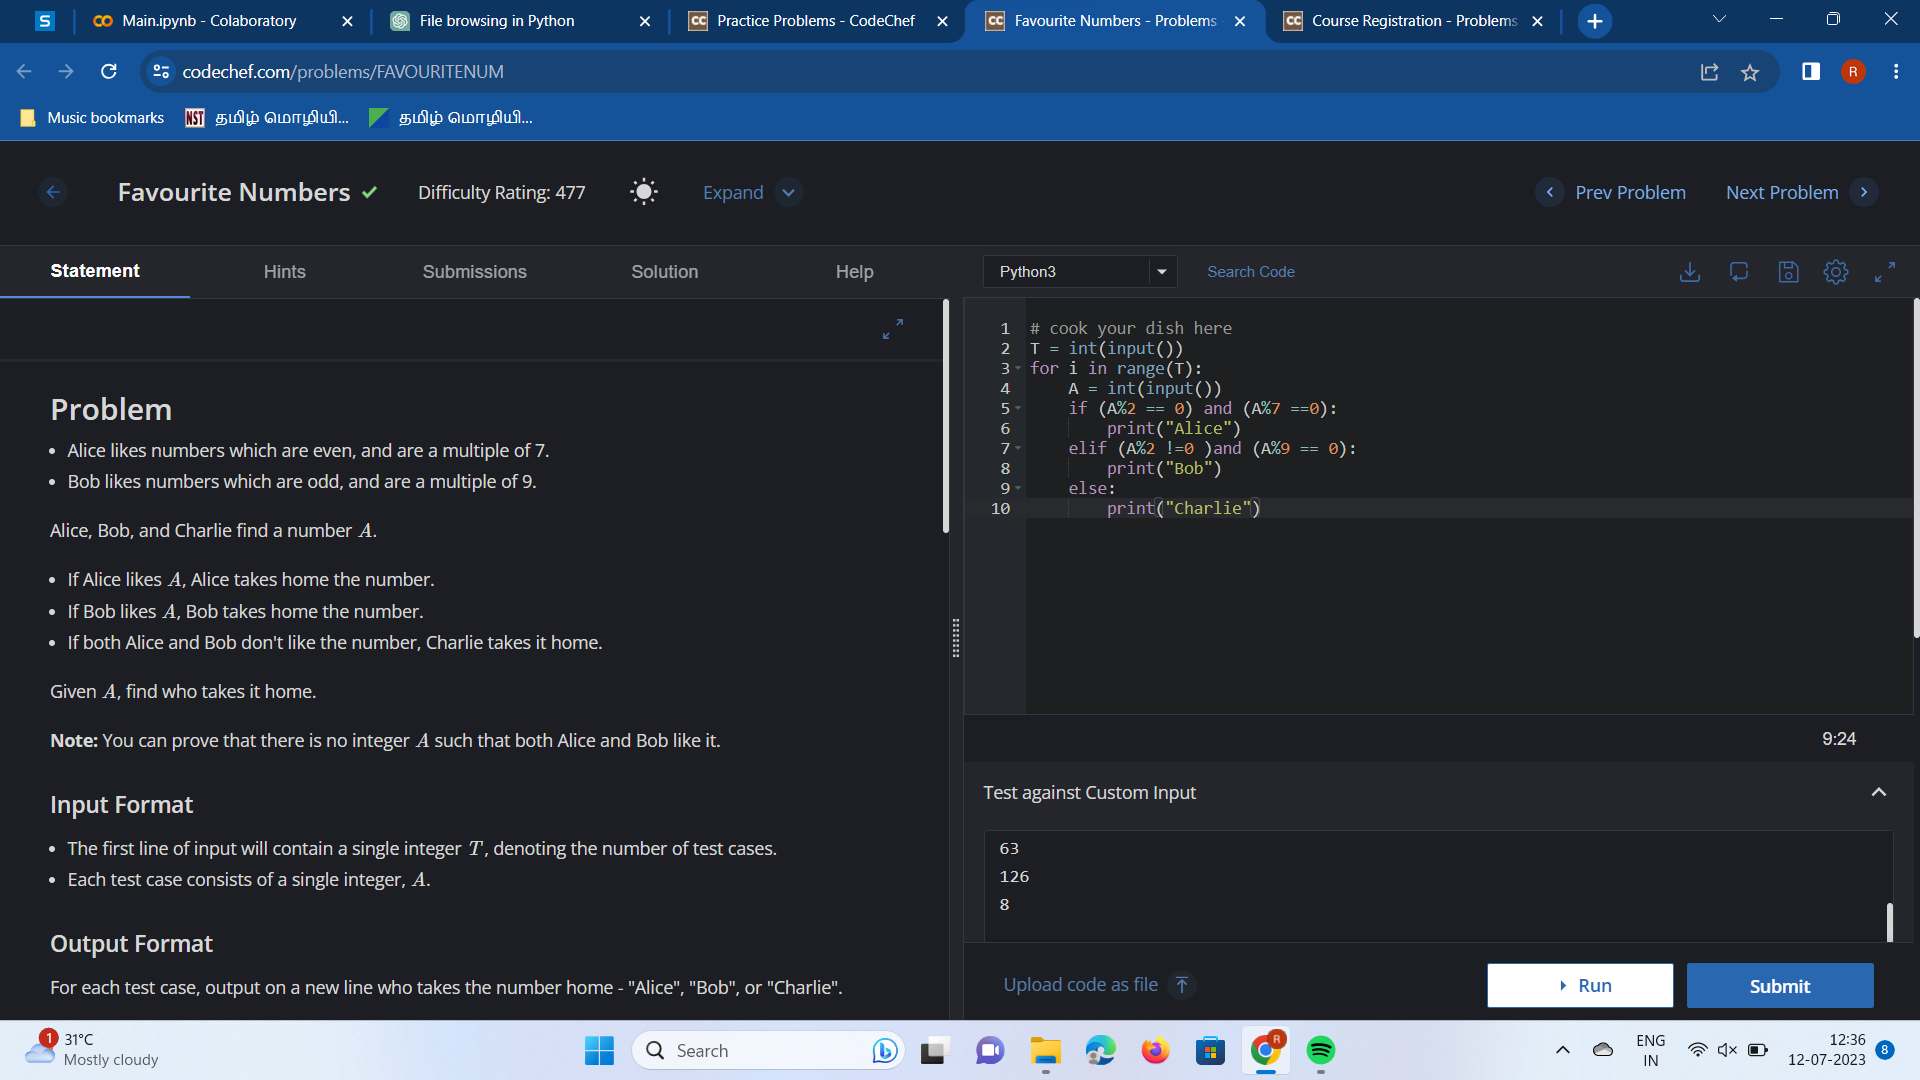 S
Main.ipynb - Colaboratory
File browsing in Python
CC Practice Problems - CodeChef
CC Favourite Numbers - Problems
CC Course Registration - Problems
codechef.com/problems/FAVOURITENUM
R
Music bookmarks
NST தமிழ் மொழியி...
தமிழ் மொழியி...
Favourite Numbers
Difficulty Rating: 477
Expand
Prev Problem
Next Problem
Statement
Hints
Submissions
Solution
Help
Problem
• Alice likes numbers which are even, and are a multiple of 7.
• Bob likes numbers which are odd, and are a multiple of 9.
Alice, Bob, and Charlie find a number A.
• If Alice likes A, Alice takes home the number.
• If Bob likes A, Bob takes home the number.
• If both Alice and Bob don't like the number, Charlie takes it home.
Given A, find who takes it home.
Note: You can prove that there is no integer A such that both Alice and Bob like it.
Input Format
• The first line of input will contain a single integer T, denoting the number of test cases.
• Each test case consists of a single integer, A.
Output Format
For each test case, output on a new line who takes the number home - "Alice", "Bob", or "Charlie".
Python3
Search Code
1 # cook your dish here
2 T = int(input())
3 for i in range(T):
4     A = int(input())
5     if (A%2 == 0) and (A%7 ==0):
6         print("Alice")
7     elif (A%2 !=0 )and (A%9 == 0):
8         print("Bob")
9     else:
10         print("Charlie")
9:24
Test against Custom Input
63
126
8
Upload code as file
Run
Submit
1
31°C
Mostly cloudy
Search
R
ENG
IN
12:36
12-07-2023
8